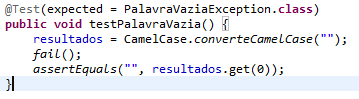 @Test(expected = PalavraVaziaException.class)
public void testPalavraVazia() {
resultados = CamelCase.converteCamelCase("");
fail();
assertEquals("", resultados.get(0));
}